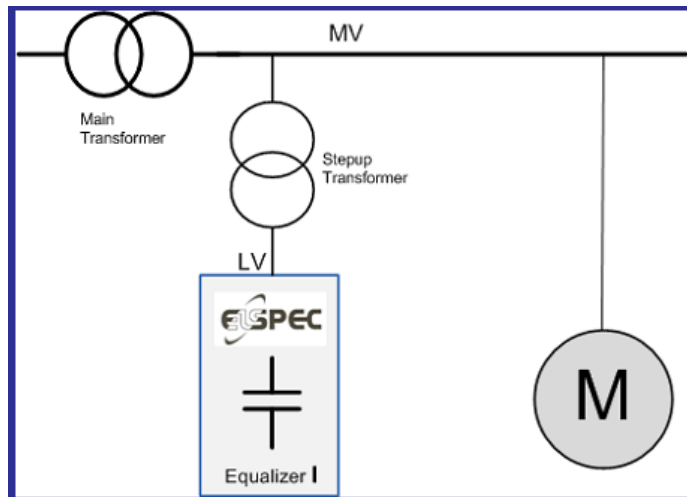 MV
Main
Transformer
Stepup
Transformer
LV
ELSPEC
Equalizer I
M